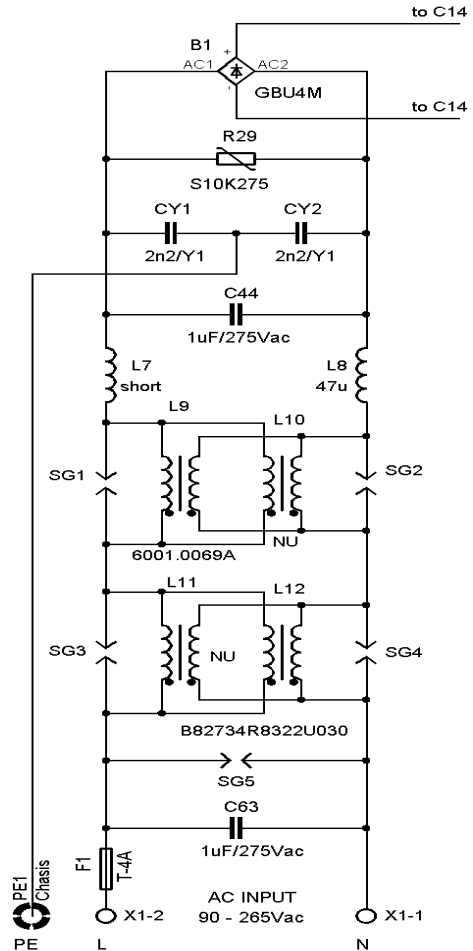 to C14
B1
+
AC1
AC2
-
GBU4M
to C14
R29
S10K275
CY1
CY2
2n2/Y1
2n2/Y1
C44
1uF/275Vac
L7
short
L8
47u
L9
L10
SG1
SG2
6001.0069A
NU
L11
L12
SG3
NU
SG4
B82734R8322U030
SG5
C63
1uF/275Vac
F1
T-4A
PE1
Chasis
AC INPUT
90 - 265Vac
X1-2
X1-1
PE
L
N